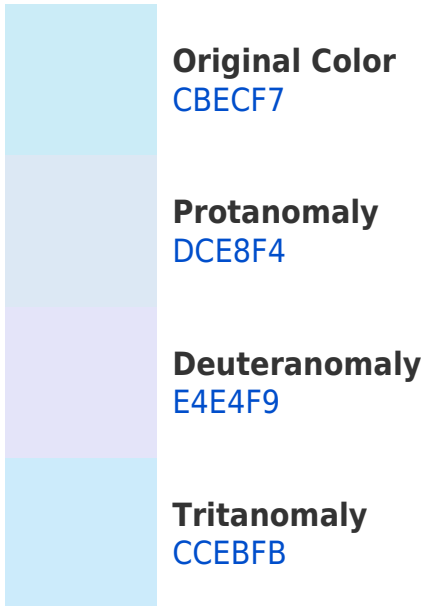 Original Color
CBECF7
Protanomaly
DCE8F4
Deuteranomaly
E4E4F9
Tritanomaly
CCEBFB